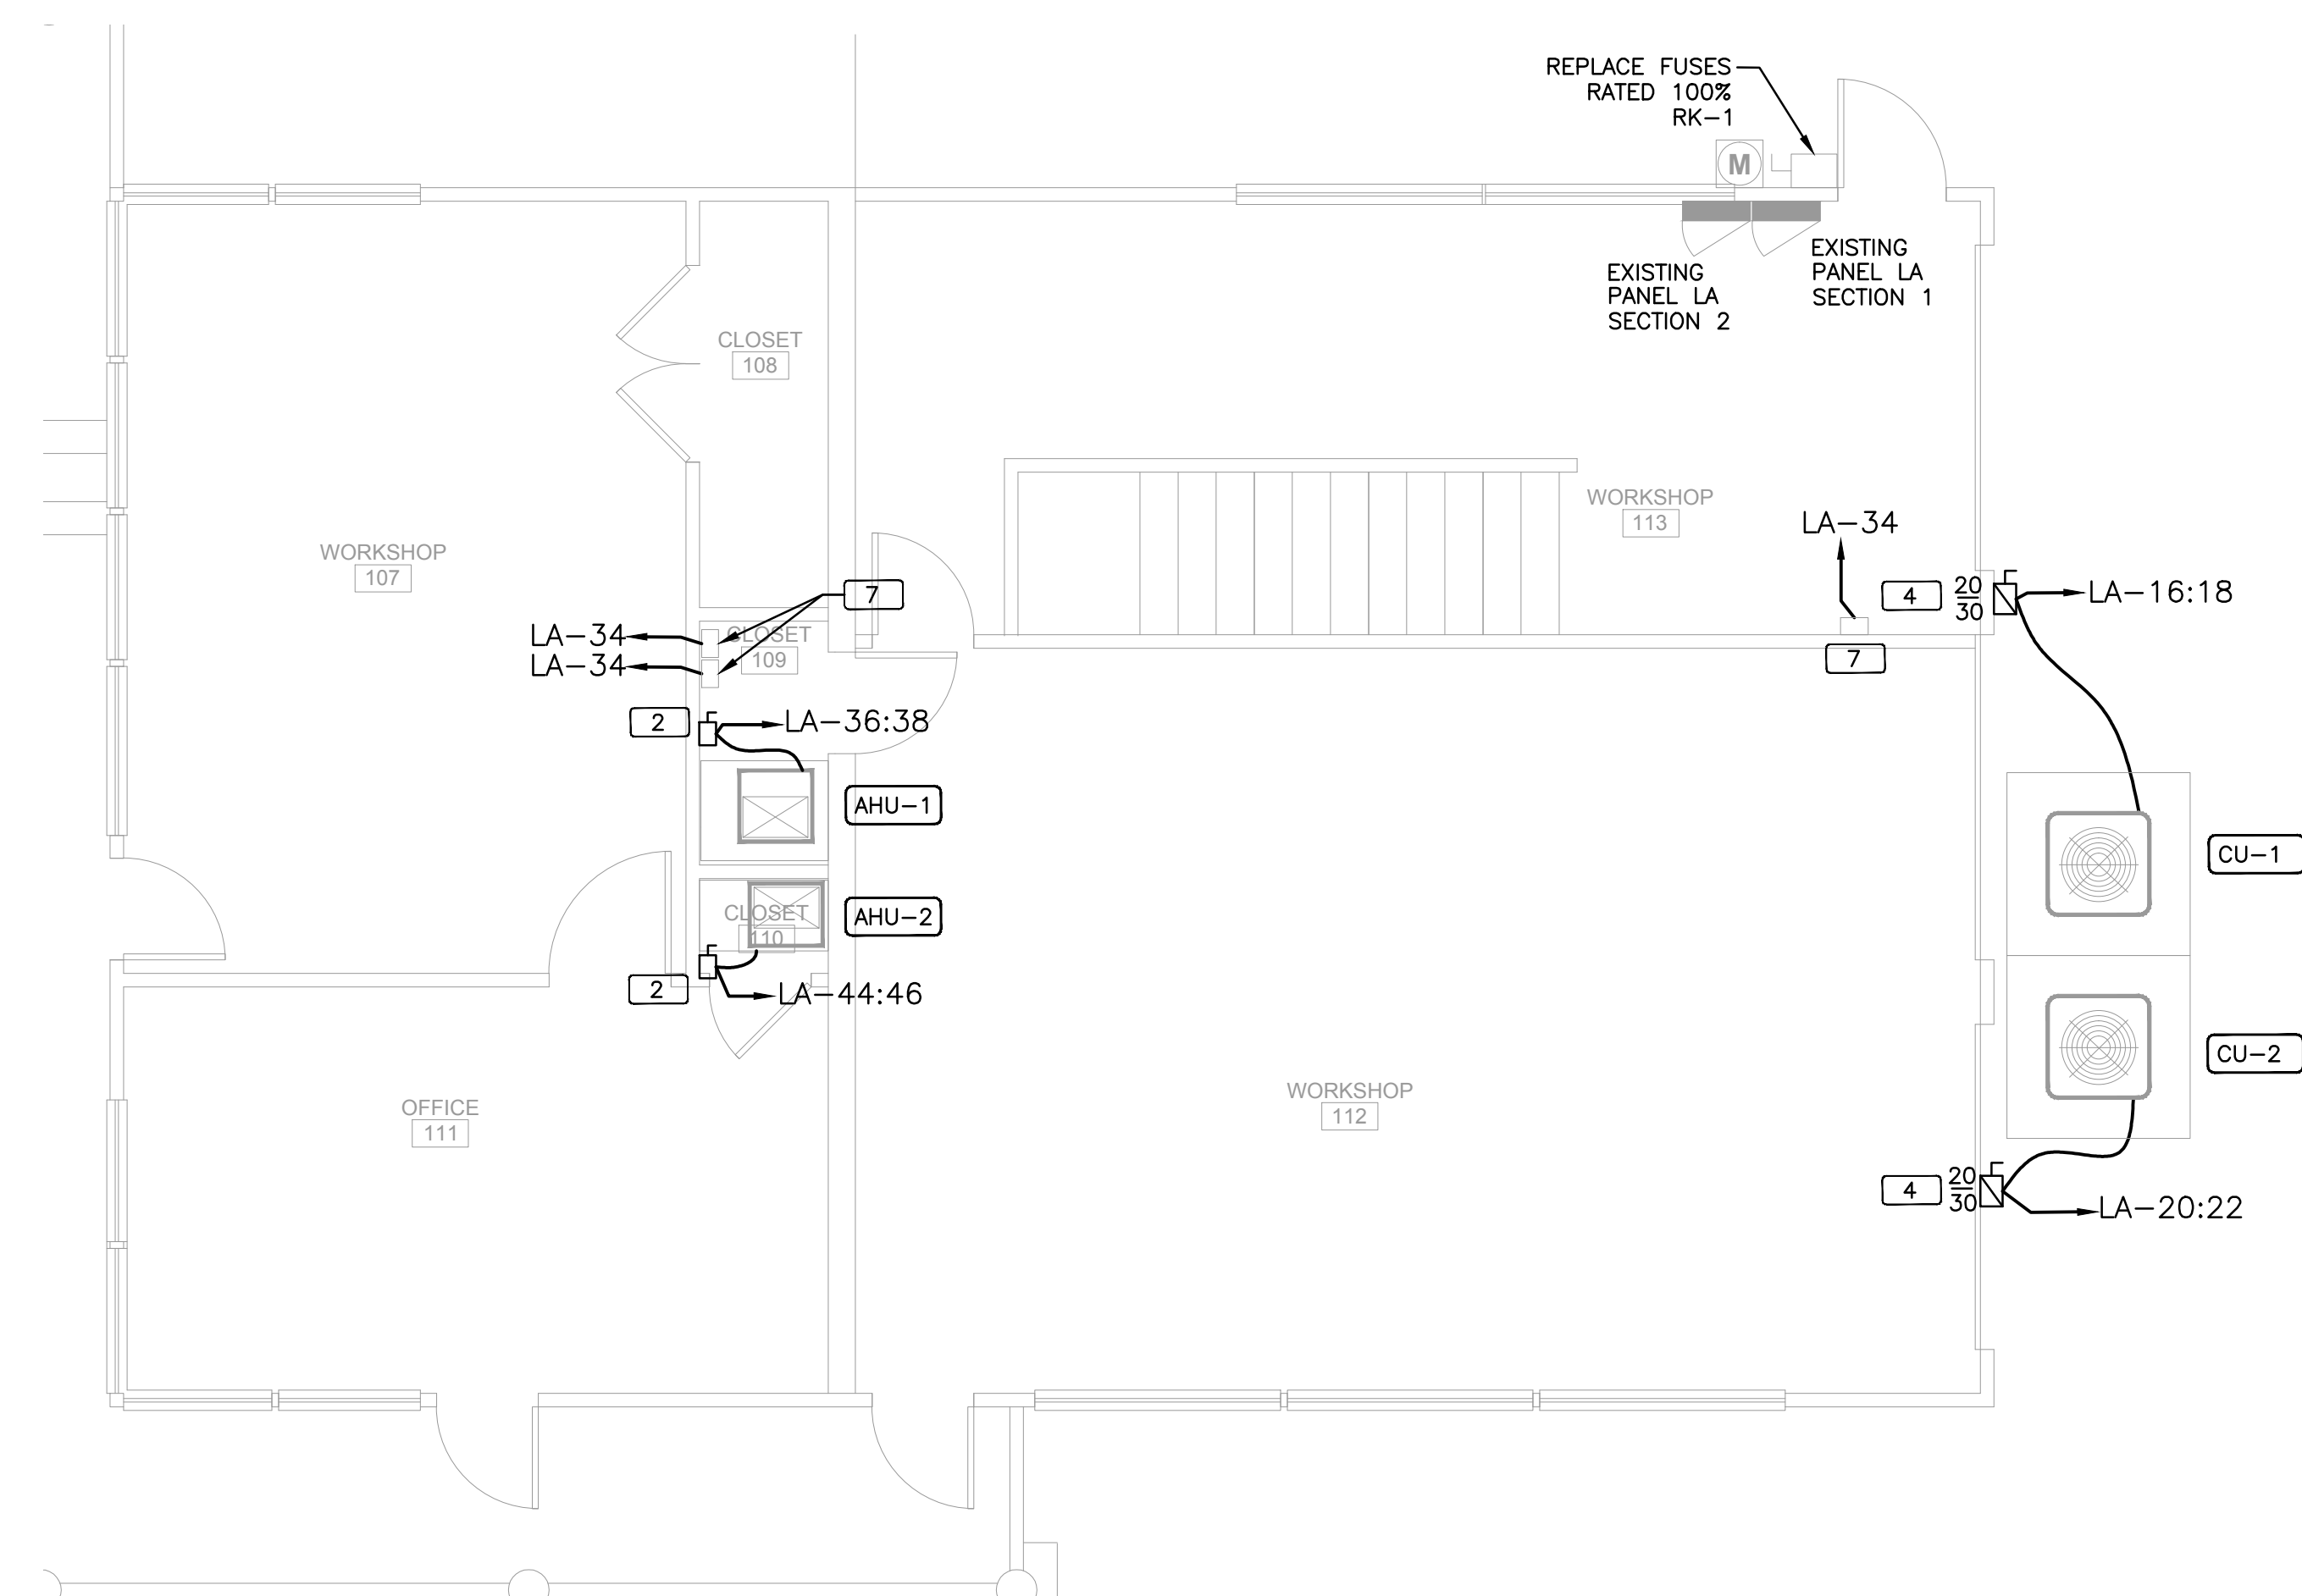 REPLACE FUSES
RATED 100%
RK-1
M
EXISTING
PANEL LA
SECTION 1
EXISTING
PANEL LA
SECTION 2
CLOSET
108
WORKSHOP
113
LA-34
WORKSHOP
107
7
4
20
30
LA-16:18
LA-34
CLOSET
109
LA-34
7
2
LA-36:38
AHU-1
CU-1
AHU-2
CLOSET
110
2
LA-44:46
CU-2
WORKSHOP
112
OFFICE
111
4
20
30
LA-20:22